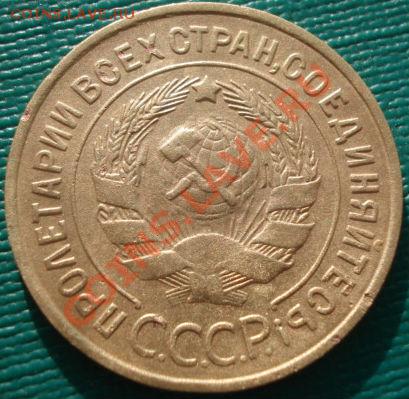 COINS.LAVE.RU
ПРОЛЕТАРИИ ВСЕХ СТРАН, СОЕДИНЯЙТЕСЬ!
С.С.С.Р.
COINS.LAVE.RU